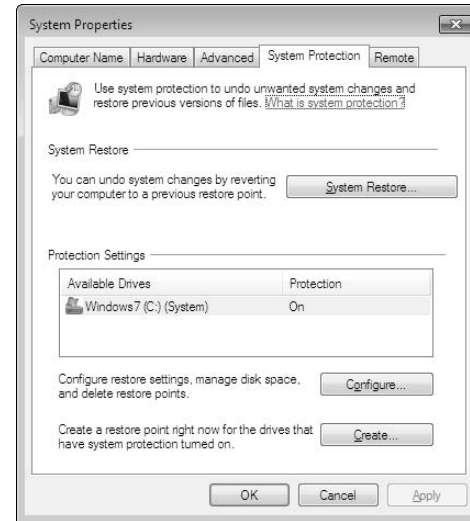 System Properties
Computer Name
Hardware
Advanced
System Protection
Remote
Use system protection to undo unwanted system changes and
restore previous versions of files. What is system protection?
System Restore
You can undo system changes by reverting
your computer to a previous restore point.
System Restore...
Protection Settings
Available Drives Protection
Windows7 (C:) (System) On
Configure restore settings, manage disk space,
and delete restore points.
Configure...
Create a restore point right now for the drives that
have system protection turned on.
Create...
OK
Cancel
Apply